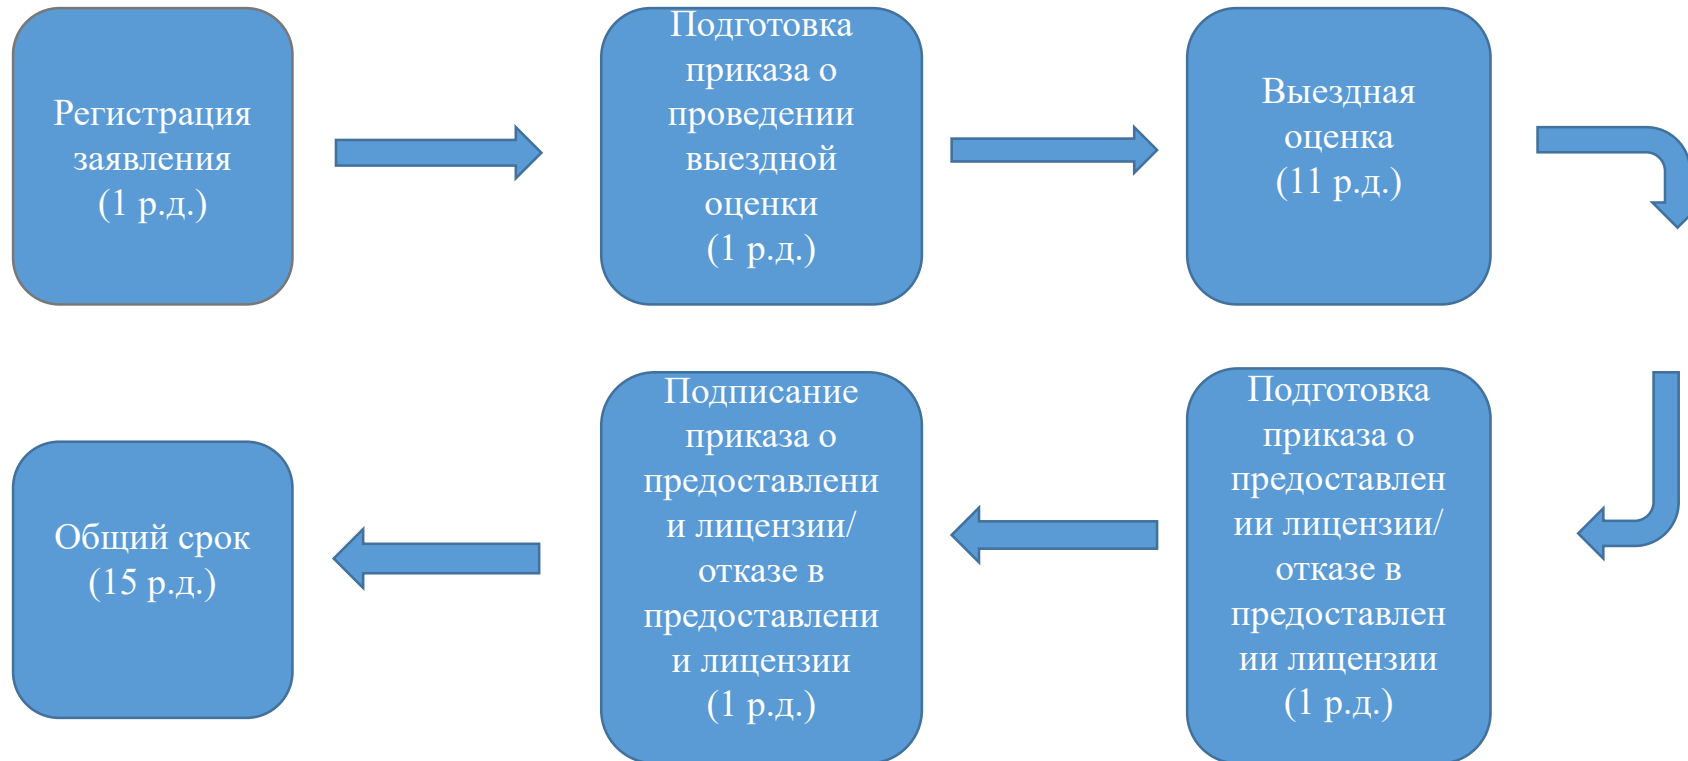 Регистрация
заявления
(1 р.д.)
Подготовка
приказа о
проведении
выездной
оценки
(1 р.д.)
Выездная
оценка
(11 р.д.)
Подготовка
приказа о
предоставлен
ии лицензии/
отказе в
предоставлен
ии лицензии
(1 р.д.)
Подписание
приказа о
предоставлени
и лицензии/
отказе в
предоставлени
и лицензии
(1 р.д.)
Общий срок
(15 р.д.)